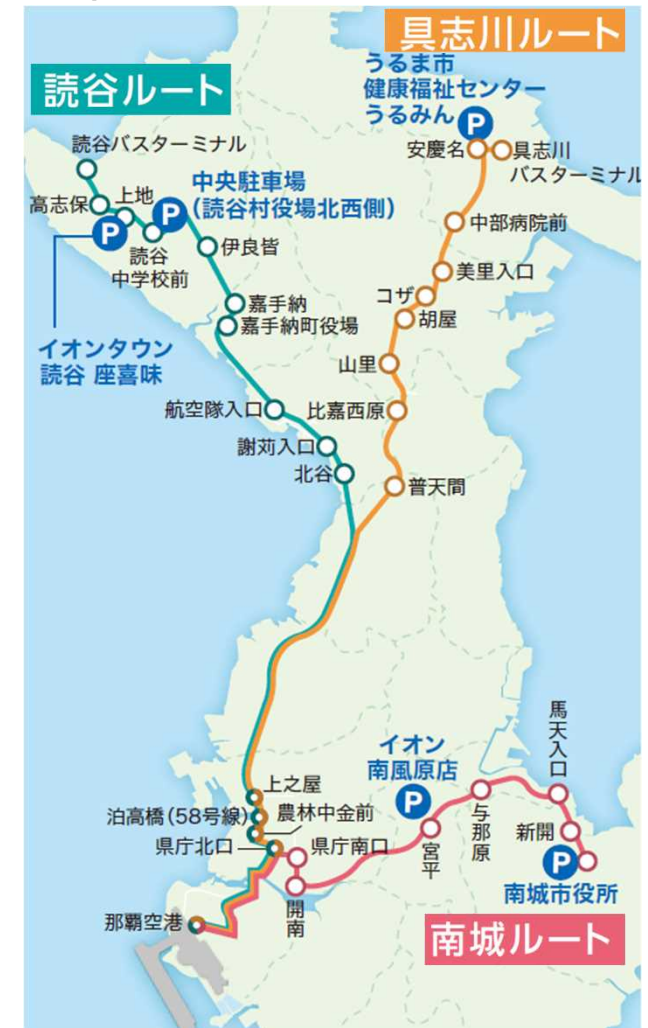 具志川ルート
うるま市
健康福祉センター
うるみん
読谷ルート
読谷バスターミナル
安慶名
具志川
バスターミナル
中央駐車場
(読谷村役場北西側)
高志保
上地
読谷
中学校前
伊良皆
中部病院前
美里入口
コザ
胡屋
嘉手納
嘉手納町役場
イオンタウン
読谷 座喜味
山里
航空隊入口
比嘉西原
謝苅入口
北谷
普天間
馬天入口
イオン
南風原店
上之屋
泊高橋(58号線)
農林中金前
県庁北口
県庁南口
与那原
宮平
新開
南城市役所
開南
那覇空港
南城ルート
P
P
P
P
P